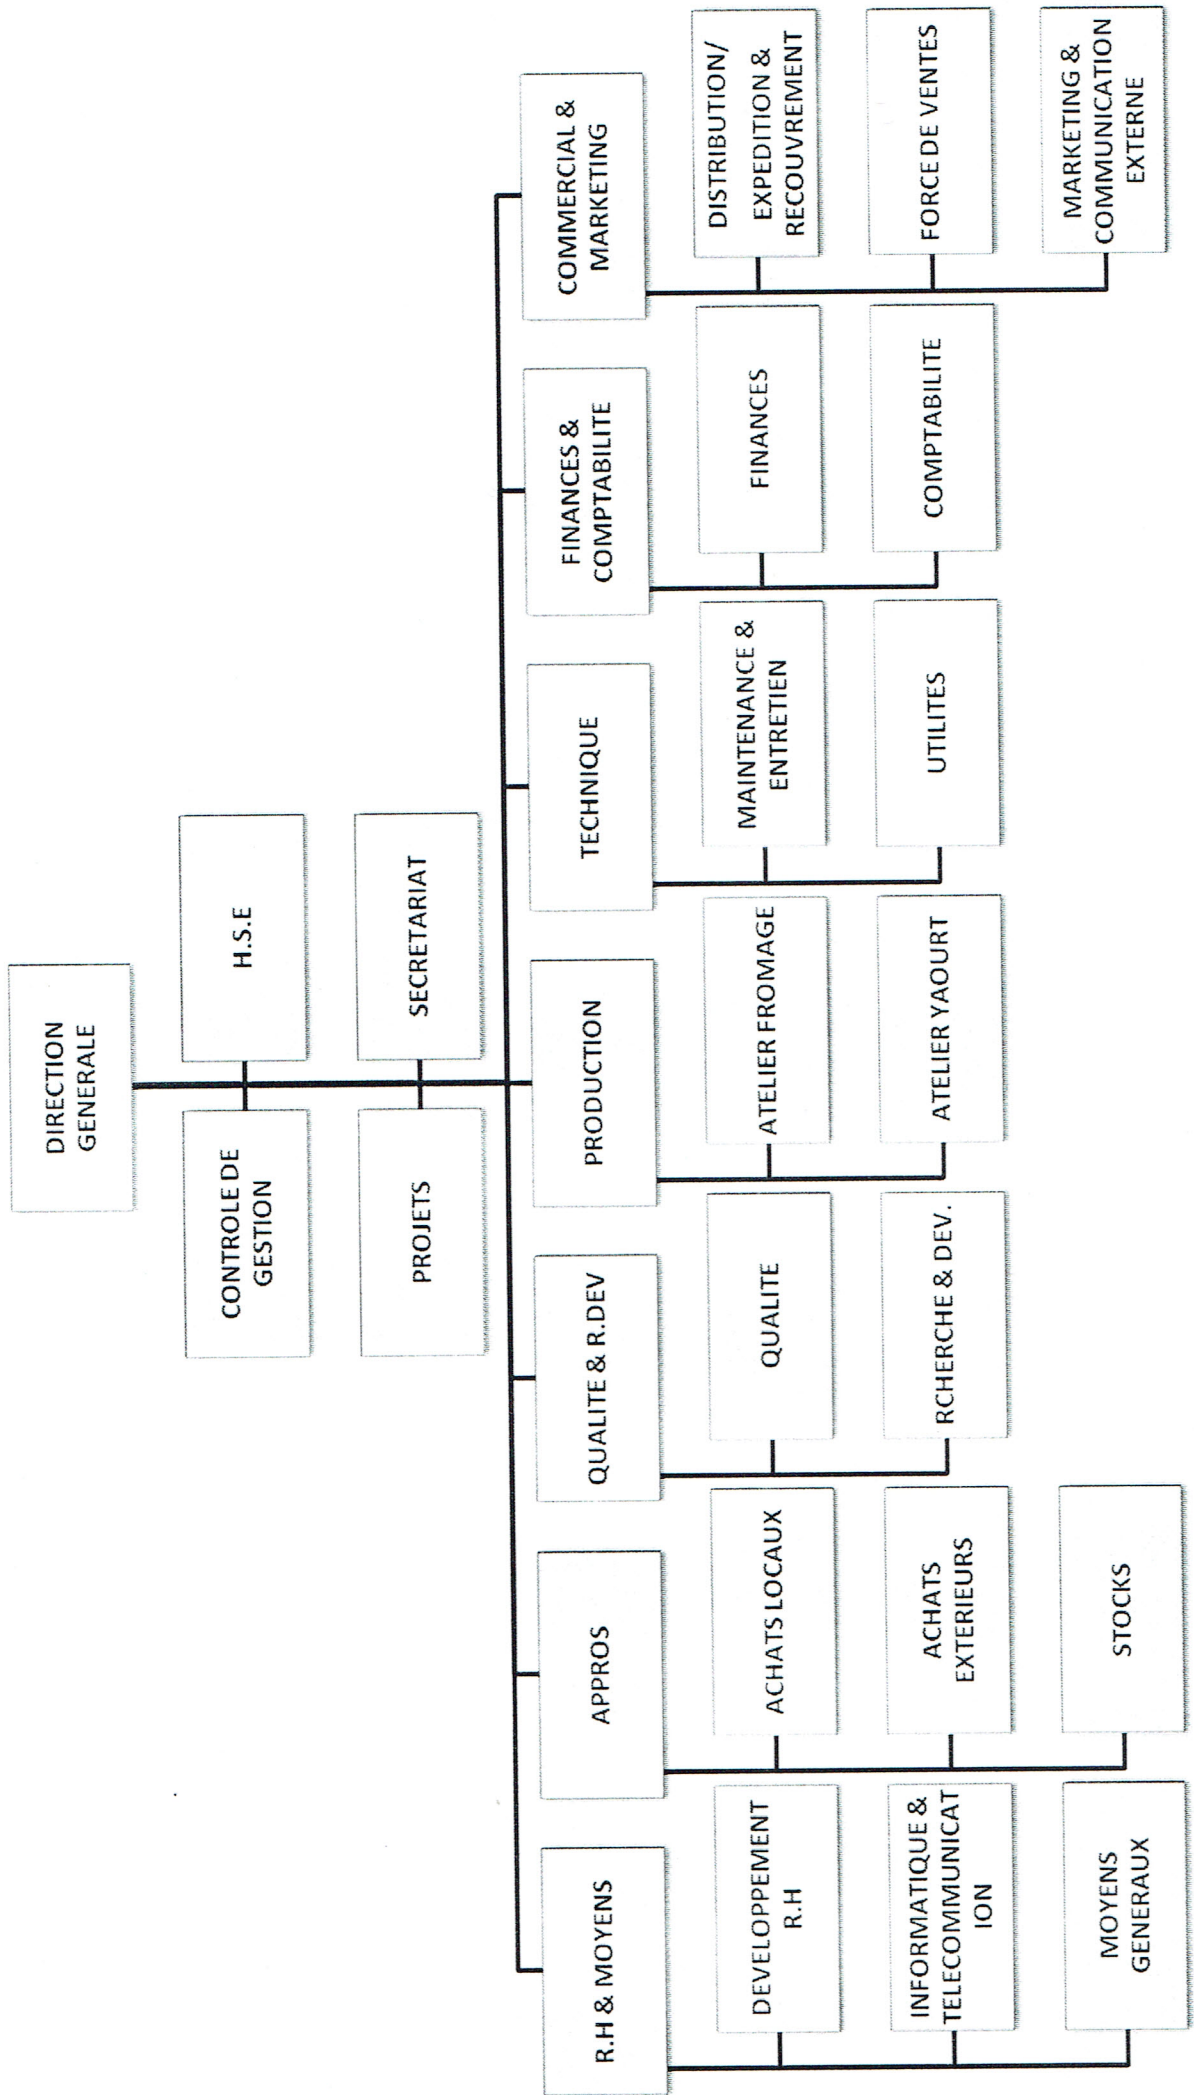 DIRECTION
GENERALE
CONTROLE DE
GESTION
H.S.E
PROJETS
SECRETARIAT
R.H & MOYENS
DEVELOPPEMENT
R.H
INFORMATIQUE &
TELECOMMUNICAT
ION
MOYENS
GENERAUX
APPROS
ACHATS LOCAUX
ACHATS
EXTERIEURS
STOCKS
QUALITE & R.DEV
QUALITE
RCHERCHE & DEV.
PRODUCTION
ATELIER FROMAGE
ATELIER YAOURT
TECHNIQUE
MAINTENANCE &
ENTRETIEN
UTILITES
FINANCES &
COMPTABILITE
FINANCES
COMPTABILITE
COMMERCIAL &
MARKETING
DISTRIBUTION/
EXPEDITION &
RECOUVREMENT
FORCE DE VENTES
MARKETING &
COMMUNICATION
EXTERNE